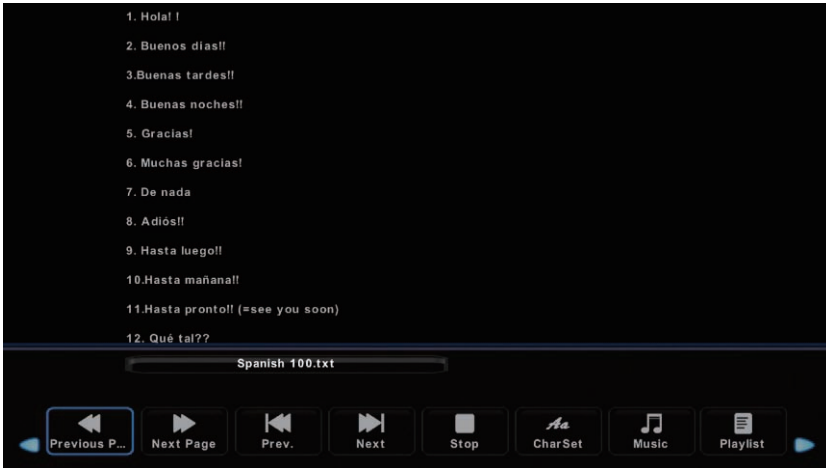 1. Hola! !
2. Buenos días!!
3.Buenas tardes!!
4. Buenas noches!!
5. Gracias!
6. Muchas gracias!
7. De nada
8. Adiós!!
9. Hasta luego!!
10.Hasta mañana!!
11.Hasta pronto!! (=see you soon)
12. Qué tal??
Spanish 100.txt
Previous P... Next Page Prev. Next Stop CharSet Music Playlist